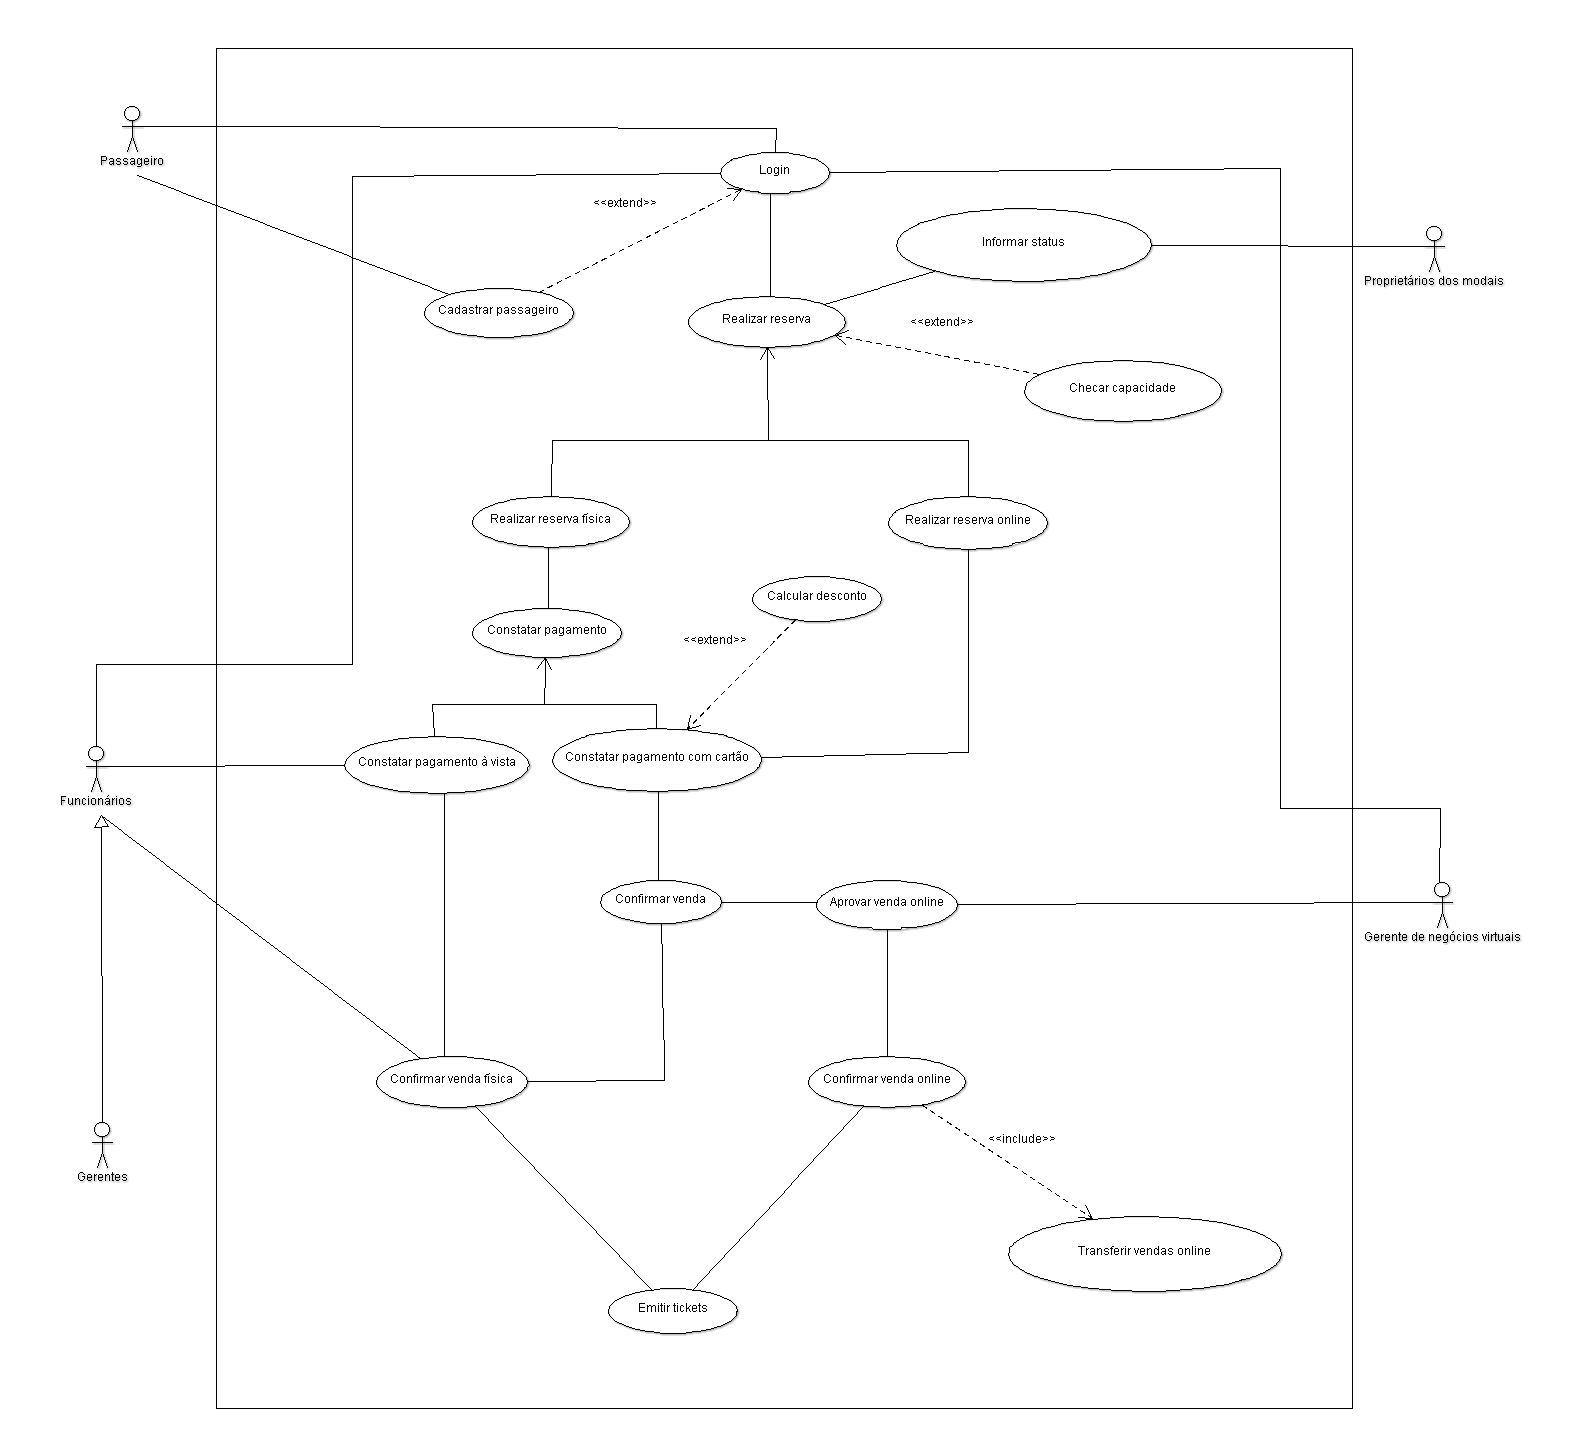 Passageiro
Login
<<extend>>
Informar status
Proprietários dos modais
Cadastrar passageiro
Realizar reserva
<<extend>>
Checar capacidade
Realizar reserva física
Realizar reserva online
Calcular desconto
Constatar pagamento
<<extend>>
Constatar pagamento à vista
Constatar pagamento com cartão
Funcionários
Confirmar venda
Aprovar venda online
Gerente de negócios virtuais
Confirmar venda física
Confirmar venda online
<<include>>
Gerentes
Transferir vendas online
Emitir tickets